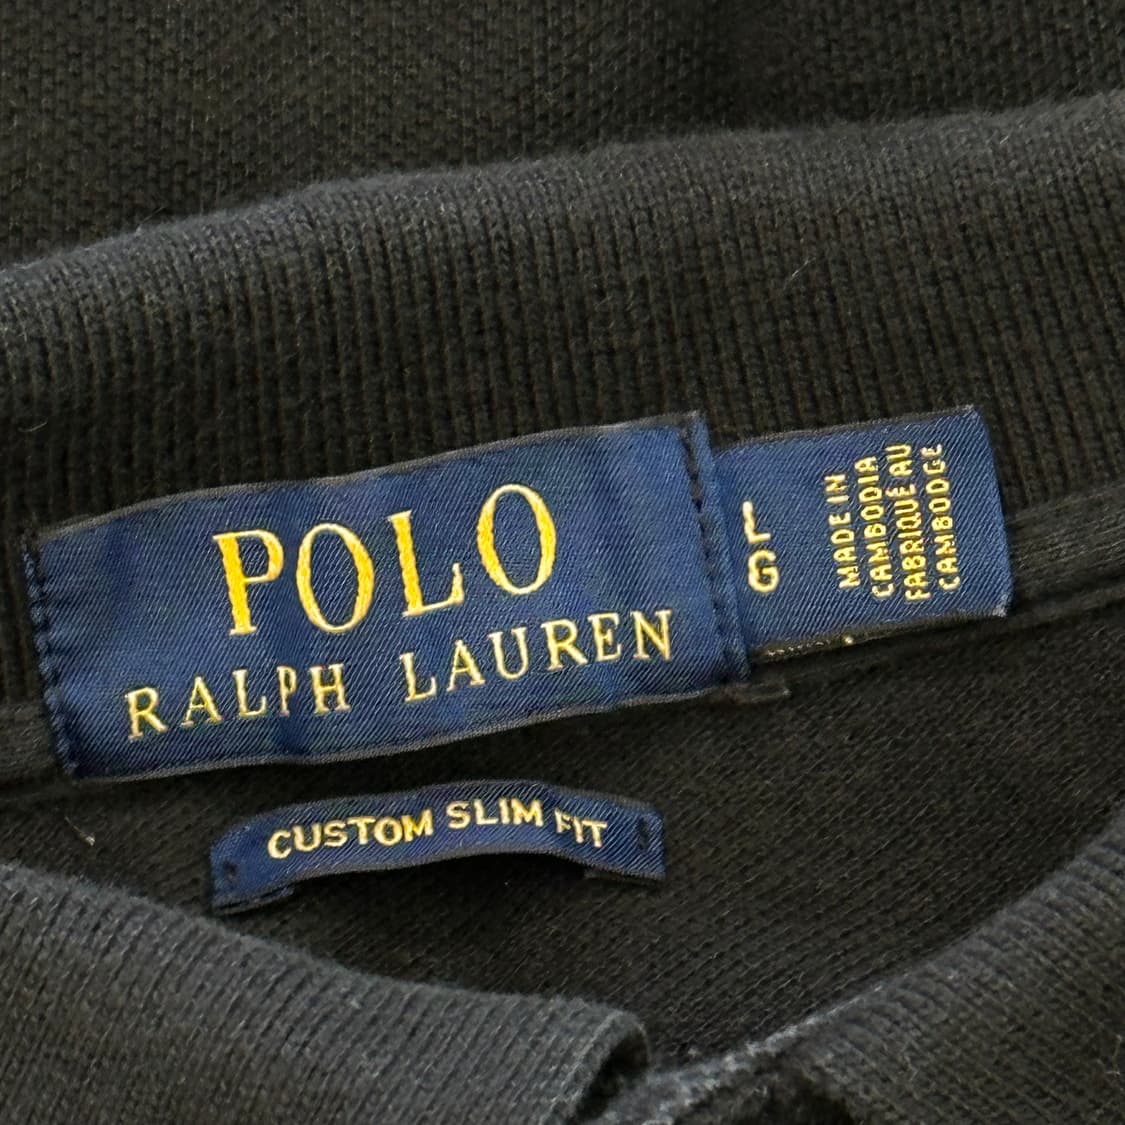 POLO
RALPH LAUREN
L
G
MADE IN
CAMBODIA
FABRIQUÉ AU
CAMBODGE
CUSTOM SLIM FIT